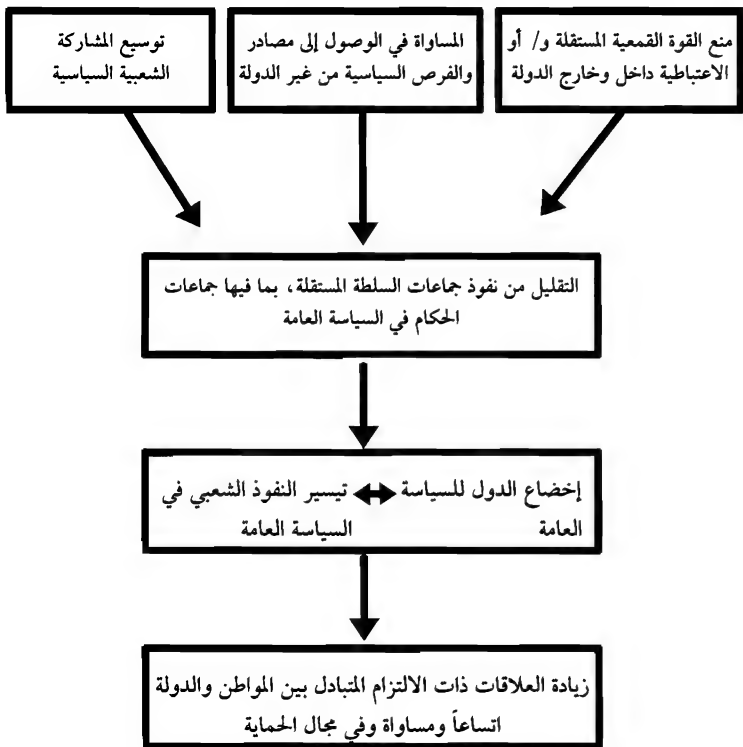 منع القوة القمعية المستقلة و/ أو
الاعتباطية داخل وخارج الدولة
المساواة في الوصول إلى مصادر
والفرص السياسية من غير الدولة
توسيع المشاركة
الشعبية السياسية
التقليل من نفوذ جماعات السلطة المستقلة، بما فيها جماعات
الحكام في السياسة العامة
إخضاع الدول للسياسة
العامة
تيسير النفوذ الشعبي في
السياسة العامة
زيادة العلاقات ذات الالتزام المتبادل بين المواطن والدولة
اتساعاً ومساواة وفي مجال الحماية